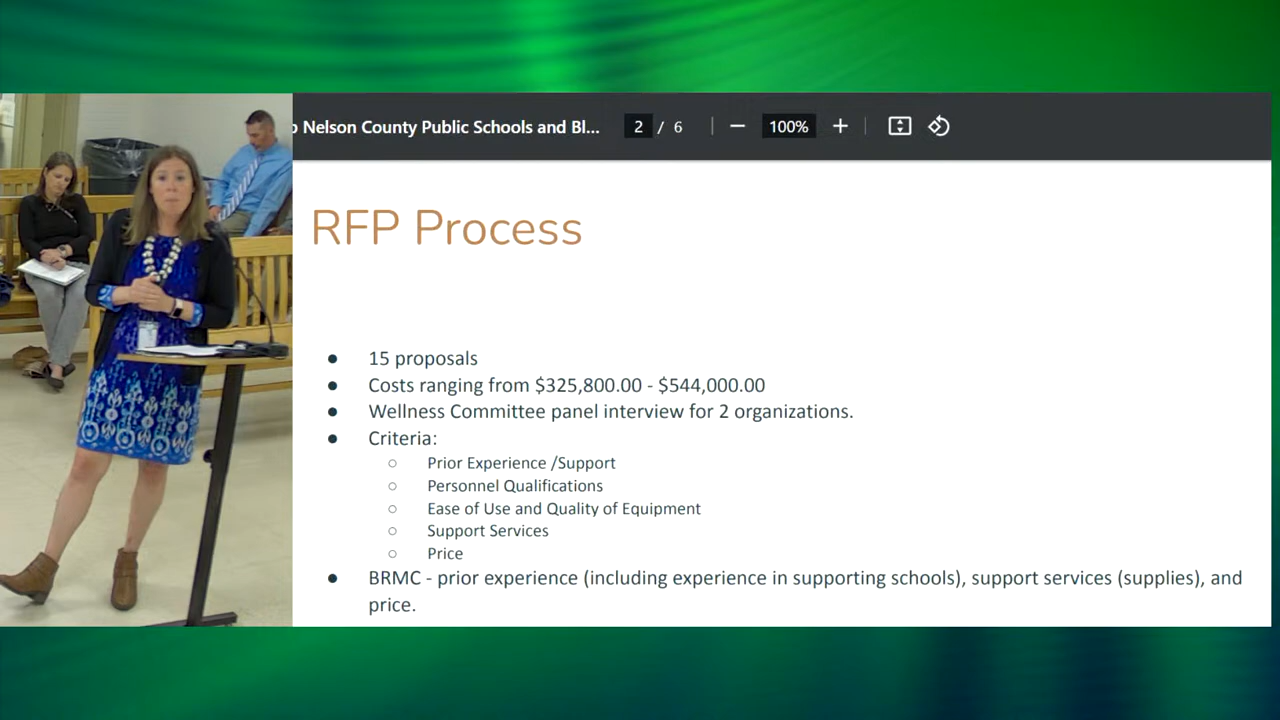 o Nelson County Public Schools and Bl...
2 / 6
100%
RFP Process
● 15 proposals
● Costs ranging from $325,800.00 - $544,000.00
● Wellness Committee panel interview for 2 organizations.
● Criteria:
○ Prior Experience /Support
○ Personnel Qualifications
○ Ease of Use and Quality of Equipment
○ Support Services
○ Price
● BRMC - prior experience (including experience in supporting schools), support services (supplies), and
price.